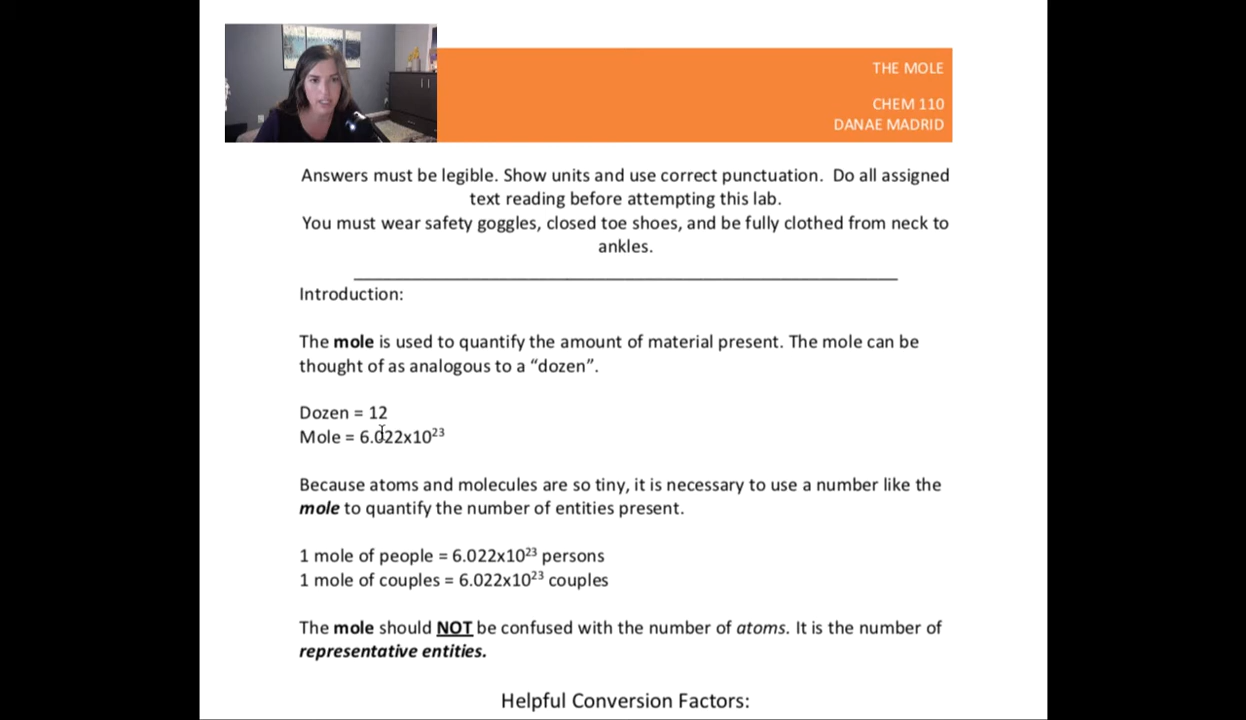 THE MOLE
CHEM 110
DANAE MADRID
Answers must be legible. Show units and use correct punctuation.  Do all assigned
text reading before attempting this lab.
You must wear safety goggles, closed toe shoes, and be fully clothed from neck to
ankles.
Introduction:
The mole is used to quantify the amount of material present. The mole can be
thought of as analogous to a “dozen”.
Dozen = 12
Mole = 6.022x10²³
Because atoms and molecules are so tiny, it is necessary to use a number like the
mole to quantify the number of entities present.
1 mole of people = 6.022x10²³ persons
1 mole of couples = 6.022x10²³ couples
The mole should NOT be confused with the number of atoms. It is the number of
representative entities.
Helpful Conversion Factors: